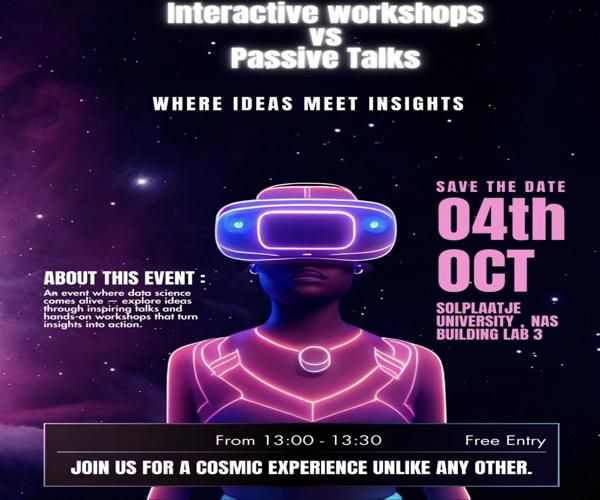 Interactive workshops
vs
Passive Talks
WHERE IDEAS MEET INSIGHTS
SAVE THE DATE
04th
OCT
SOLPLAATJE
UNIVERSITY , NAS
BUILDING LAB 3
ABOUT THIS EVENT :
An event where data science
comes alive — explore ideas
through inspiring talks and
hands-on workshops that turn
insights into action.
From 13:00 - 13:30
Free Entry
JOIN US FOR A COSMIC EXPERIENCE UNLIKE ANY OTHER.